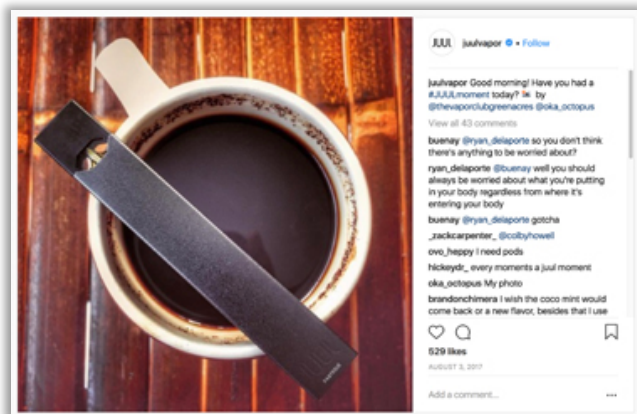 JUUL
juulvapor • Follow
juulvapor Good morning! Have you had a
#JUULmoment today? by
@thevaporclubgreenacres @oka_octopus
View all 43 comments
buenay @ryan_delaporte so you don't think
there's anything to be worried about?
ryan_delaporte @buenay well you should
always be worried about what you're putting
in your body regardless from where it's
entering your body
buenay @ryan_delaporte gotcha
_zackcarpenter_ @colbyhowell
ovo_heppy I need pods
hickeydr_ every moments a juul moment
oka_octopus My photo
brandonchimera I wish the coco mint would
come back or a new flavor, besides that I use
529 likes
AUGUST 3, 2017
Add a comment...